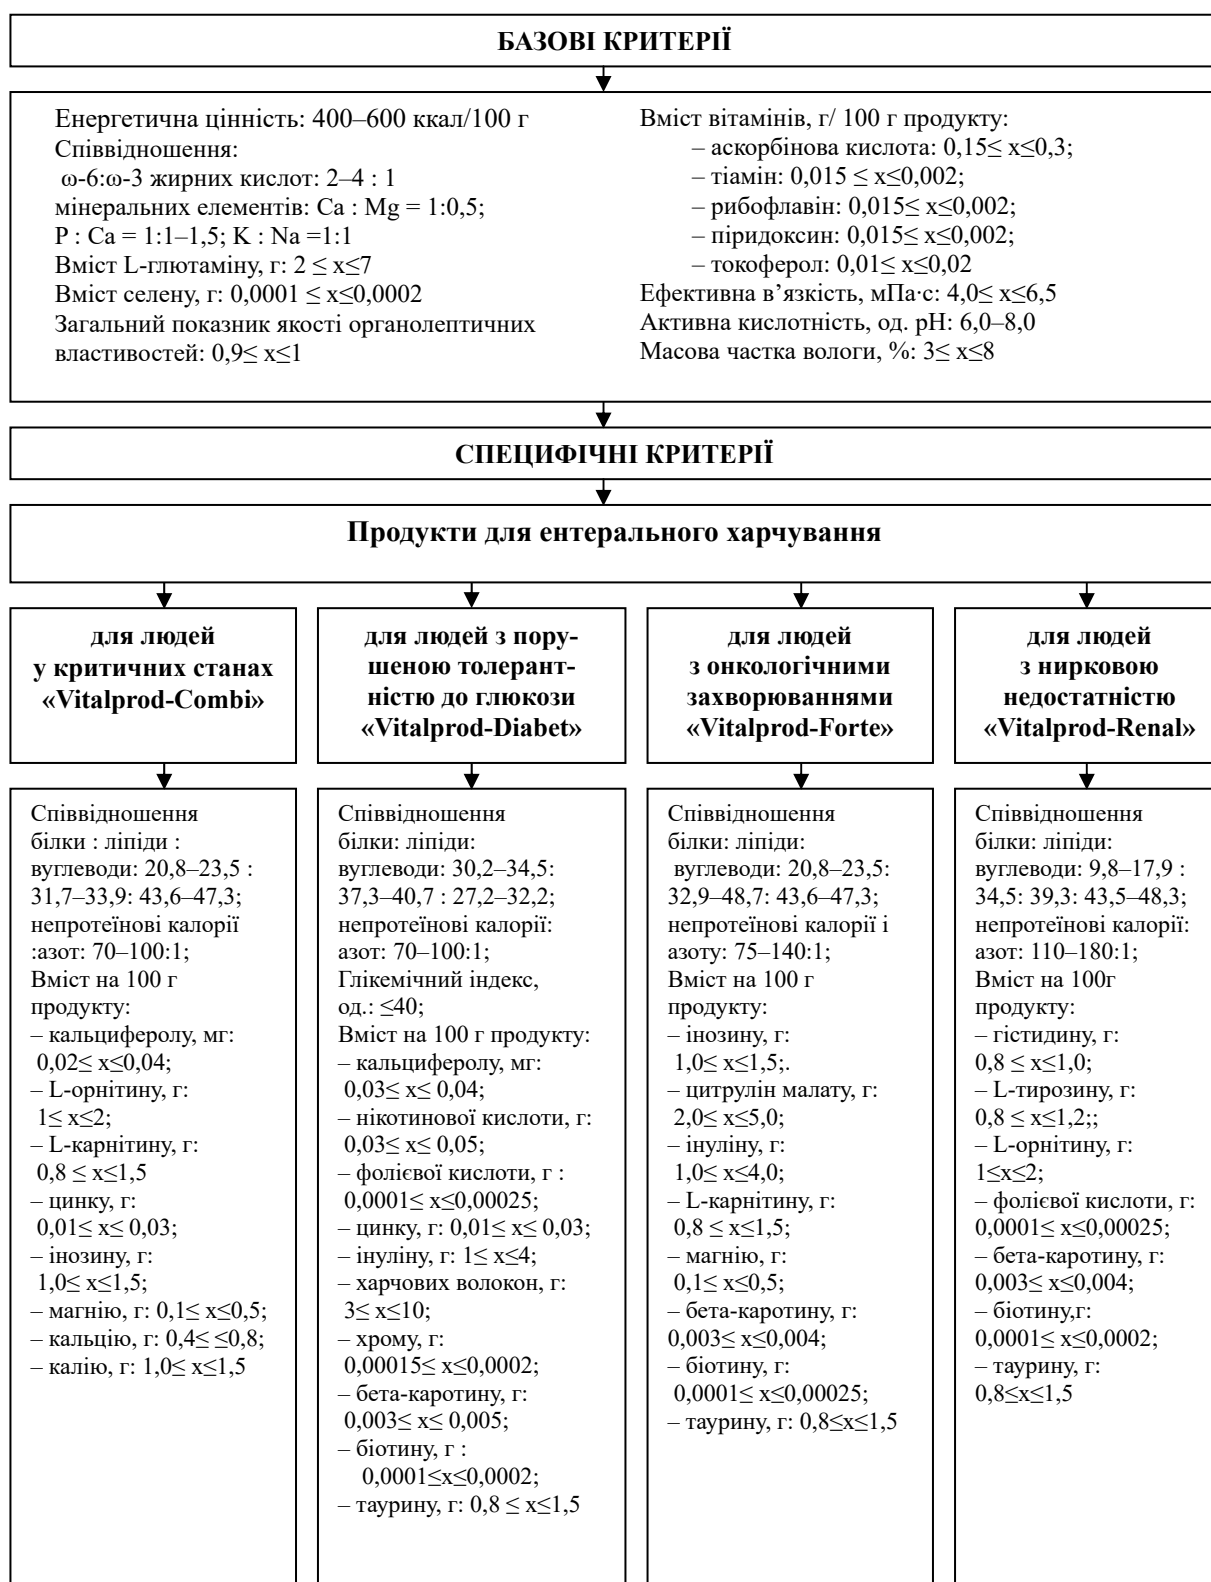 БАЗОВІ КРИТЕРІЇ
Енергетична цінність: 400–600 ккал/100 г
Співвідношення:
ω-6:ω-3 жирних кислот: 2–4 : 1
мінеральних елементів: Ca : Mg = 1:0,5;
P : Ca = 1:1–1,5; K : Na =1:1
Вміст L-глютаміну, г: 2 ≤ x≤7
Вміст селену, г: 0,0001 ≤ x≤0,0002
Загальний показник якості органолептичних
властивостей: 0,9≤ x≤1
Вміст вітамінів, г/ 100 г продукту:
– аскорбінова кислота: 0,15≤ x≤0,3;
– тіамін: 0,015 ≤ x≤0,002;
– рибофлавін: 0,015≤ x≤0,002;
– піридоксин: 0,015≤ x≤0,002;
– токоферол: 0,01≤ x≤0,02
Ефективна в’язкість, мПа·с: 4,0≤ x≤6,5
Активна кислотність, од. pH: 6,0–8,0
Масова частка вологи, %: 3≤ x≤8
СПЕЦИФІЧНІ КРИТЕРІЇ
Продукти для ентерального харчування
для людей
у критичних станах
«Vitalprod-Combi»
для людей з пору-
шеною толерант-
ністю до глюкози
«Vitalprod-Diabet»
для людей
з онкологічними
захворюваннями
«Vitalprod-Forte»
для людей
з нирковою
недостатністю
«Vitalprod-Renal»
Співвідношення
білки : ліпіди :
вуглеводи: 20,8–23,5 :
31,7–33,9: 43,6–47,3;
непротеїнові калорії
:азот: 70–100:1;
Вміст на 100 г
продукту:
– кальциферолу, мг:
0,02≤ x≤0,04;
– L-орнітину, г:
1≤ x≤2;
– L-карнітину, г:
0,8 ≤ x≤1,5
– цинку, г:
0,01≤ x≤ 0,03;
– інозину, г:
1,0≤ x≤1,5;
– магнію, г: 0,1≤ x≤0,5;
– кальцію, г: 0,4≤ ≤0,8;
– калію, г: 1,0≤ x≤1,5
Співвідношення
білки: ліпіди:
вуглеводи: 30,2–34,5:
37,3–40,7 : 27,2–32,2;
непротеїнові калорії:
азот: 70–100:1;
Глікемічний індекс,
од.: ≤40;
Вміст на 100 г продукту:
– кальциферолу, мг:
0,03≤ x≤ 0,04;
– нікотинової кислоти, г:
0,03≤ x≤ 0,05;
– фолієвої кислоти, г :
0,0001≤ x≤0,00025;
– цинку, г: 0,01≤ x≤ 0,03;
– інуліну, г: 1≤ x≤4;
– харчових волокон, г:
3≤ x≤10;
– хрому, г:
0,00015≤ x≤0,0002;
– бета-каротину, г:
0,003≤ x≤ 0,005;
– біотину, г :
0,0001≤x≤0,0002;
– таурину, г: 0,8 ≤ x≤1,5
Співвідношення
білки: ліпіди:
вуглеводи: 20,8–23,5:
32,9–48,7: 43,6–47,3;
непротеїнові калорії і
азоту: 75–140:1;
Вміст на 100 г
продукту:
– інозину, г:
1,0≤ x≤1,5;.
– цитрулін малату, г:
2,0≤ x≤5,0;
– інуліну, г:
1,0≤ x≤4,0;
– L-карнітину, г:
0,8 ≤ x≤1,5;
– магнію, г:
0,1≤ x≤0,5;
– бета-каротину, г:
0,003≤ x≤0,004;
– біотину, г:
0,0001≤ x≤0,00025;
– таурину, г: 0,8≤x≤1,5
Співвідношення
білки: ліпіди:
вуглеводи: 9,8–17,9 :
34,5: 39,3: 43,5–48,3;
непротеїнові калорії:
азот: 110–180:1;
Вміст на 100г
продукту:
– гістидину, г:
0,8 ≤ x≤1,0;
– L-тирозину, г:
0,8 ≤ x≤1,2;;
– L-орнітину, г:
1≤x≤2;
– фолієвої кислоти, г:
0,0001≤ x≤0,00025;
– бета-каротину, г:
0,003≤ x≤0,004;
– біотину,г:
0,0001≤ x≤0,0002;
– таурину, г:
0,8≤x≤1,5